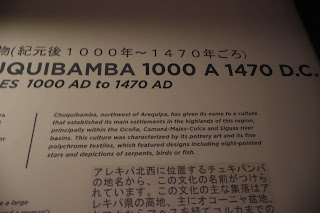 物(紀元後1000年～1470年ごろ)
UQUIBAMBA 1000 A 1470 D.C.
ES 1000 AD to 1470 AD
Chuquibamba, northwest of Arequipa, has given its name to a culture
that established its main settlements in the highlands of this region,
principally within the Ocoña, Camaná-Majes-Colca and Siguas river
basins. This culture was characterized by its pottery art and its fine
polychrome textiles, which featured designs including eight-pointed
stars and depictions of serpents, birds or fish.
アレキパ北西に位置するチュキバンバ
の地名から、この文化の名前がつけら
れています。この文化の主な集落はア
レキパ県の高地、主にオコーニャ盆地、